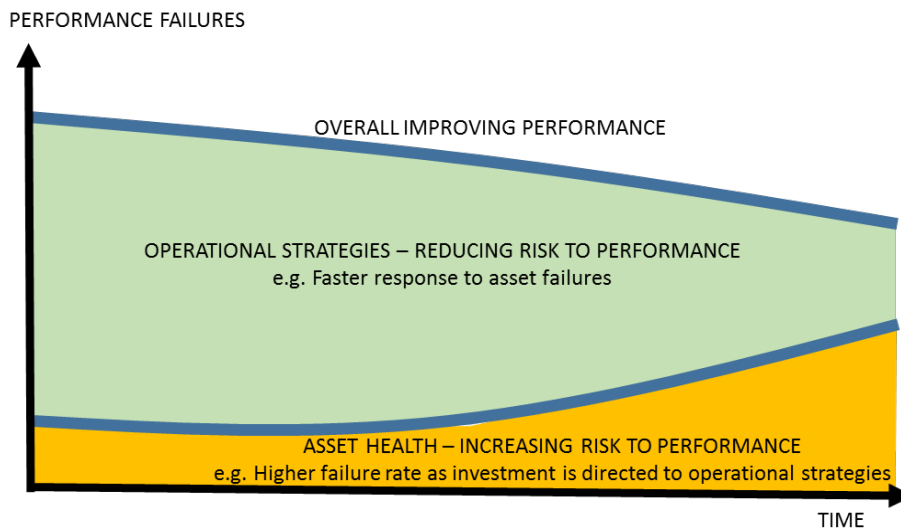 PERFORMANCE FAILURES
OVERALL IMPROVING PERFORMANCE
OPERATIONAL STRATEGIES – REDUCING RISK TO PERFORMANCE
e.g. Faster response to asset failures
ASSET HEALTH – INCREASING RISK TO PERFORMANCE
e.g. Higher failure rate as investment is directed to operational strategies
TIME